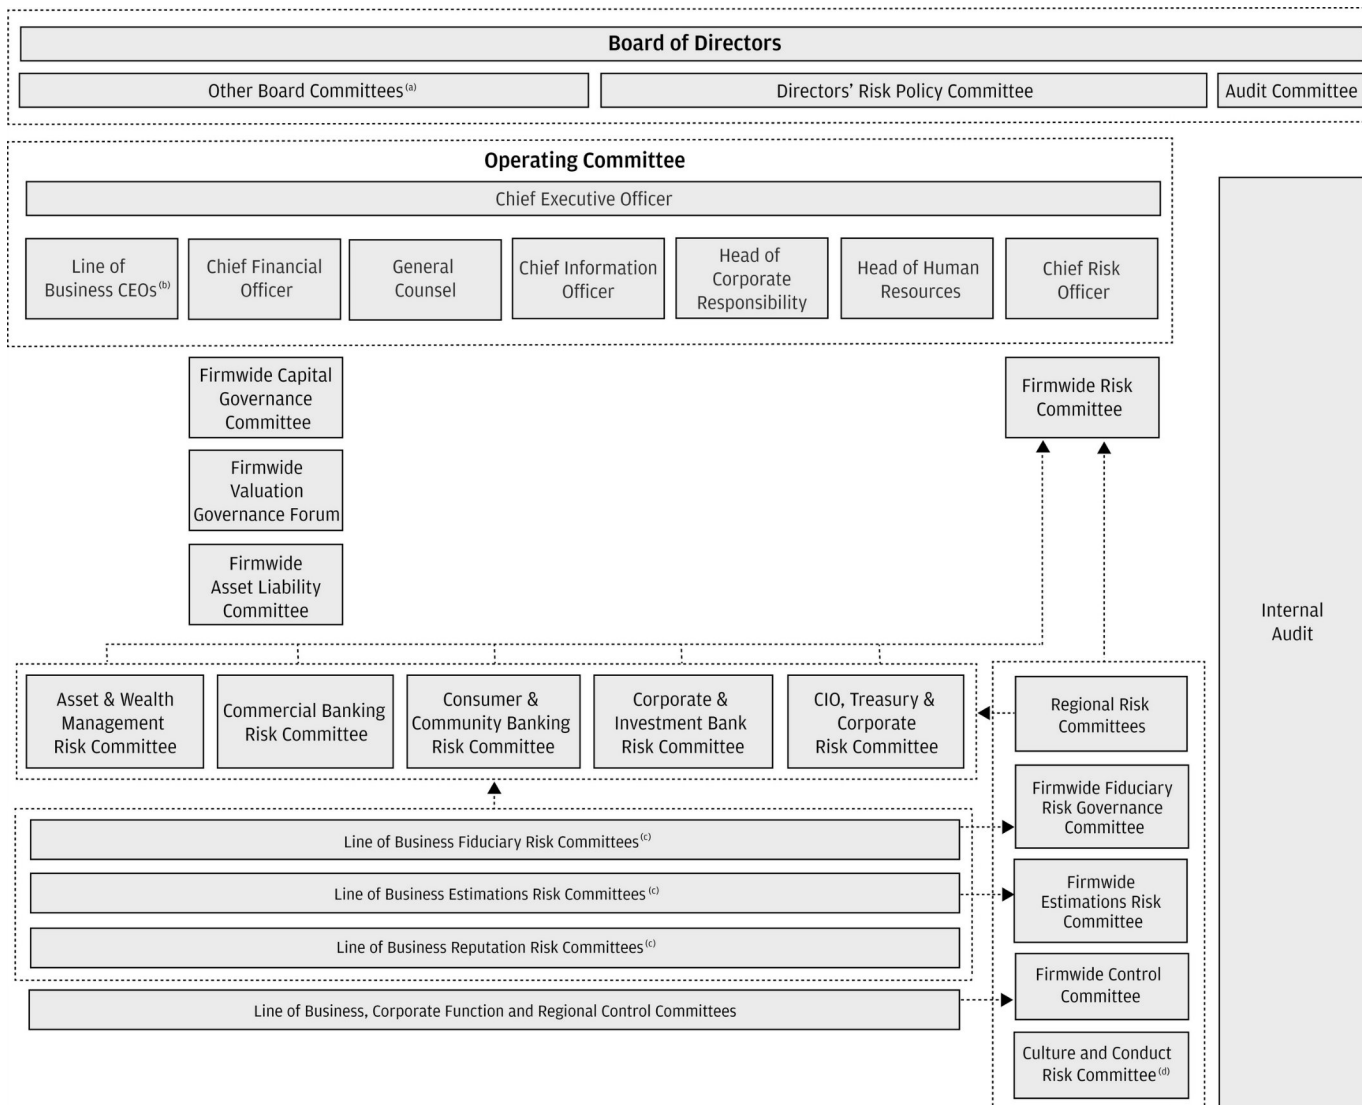 Board of Directors
Other Board Committees(a)
Directors' Risk Policy Committee
Audit Committee
Operating Committee
Chief Executive Officer
Line of
Business CEOs(b)
Chief Financial
Officer
General
Counsel
Chief Information
Officer
Head of
Corporate
Responsibility
Head of Human
Resources
Chief Risk
Officer
Firmwide Capital
Governance
Committee
Firmwide Risk
Committee
Firmwide
Valuation
Governance Forum
Firmwide
Asset Liability
Committee
Internal
Audit
Asset & Wealth
Management
Risk Committee
Commercial Banking
Risk Committee
Consumer &
Community Banking
Risk Committee
Corporate &
Investment Bank
Risk Committee
CIO, Treasury &
Corporate
Risk Committee
Regional Risk
Committees
Firmwide Fiduciary
Risk Governance
Committee
Line of Business Fiduciary Risk Committees(c)
Line of Business Estimations Risk Committees(c)
Firmwide
Estimations Risk
Committee
Line of Business Reputation Risk Committees(c)
Firmwide Control
Committee
Line of Business, Corporate Function and Regional Control Committees
Culture and Conduct
Risk Committee(d)